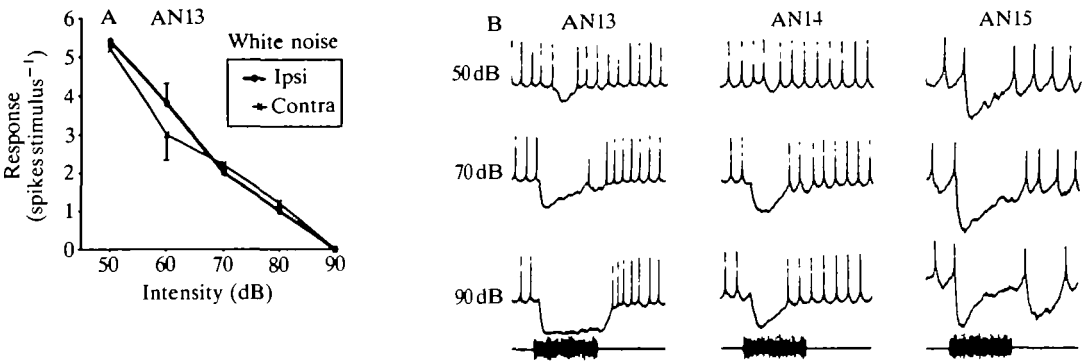 A AN13
White noise
Ipsi
Contra
Response
(spikes stimulus⁻¹)
6
5
4
3
2
1
0
50 60 70 80 90
Intensity (dB)
B AN13 AN14 AN15
50 dB
70 dB
90 dB